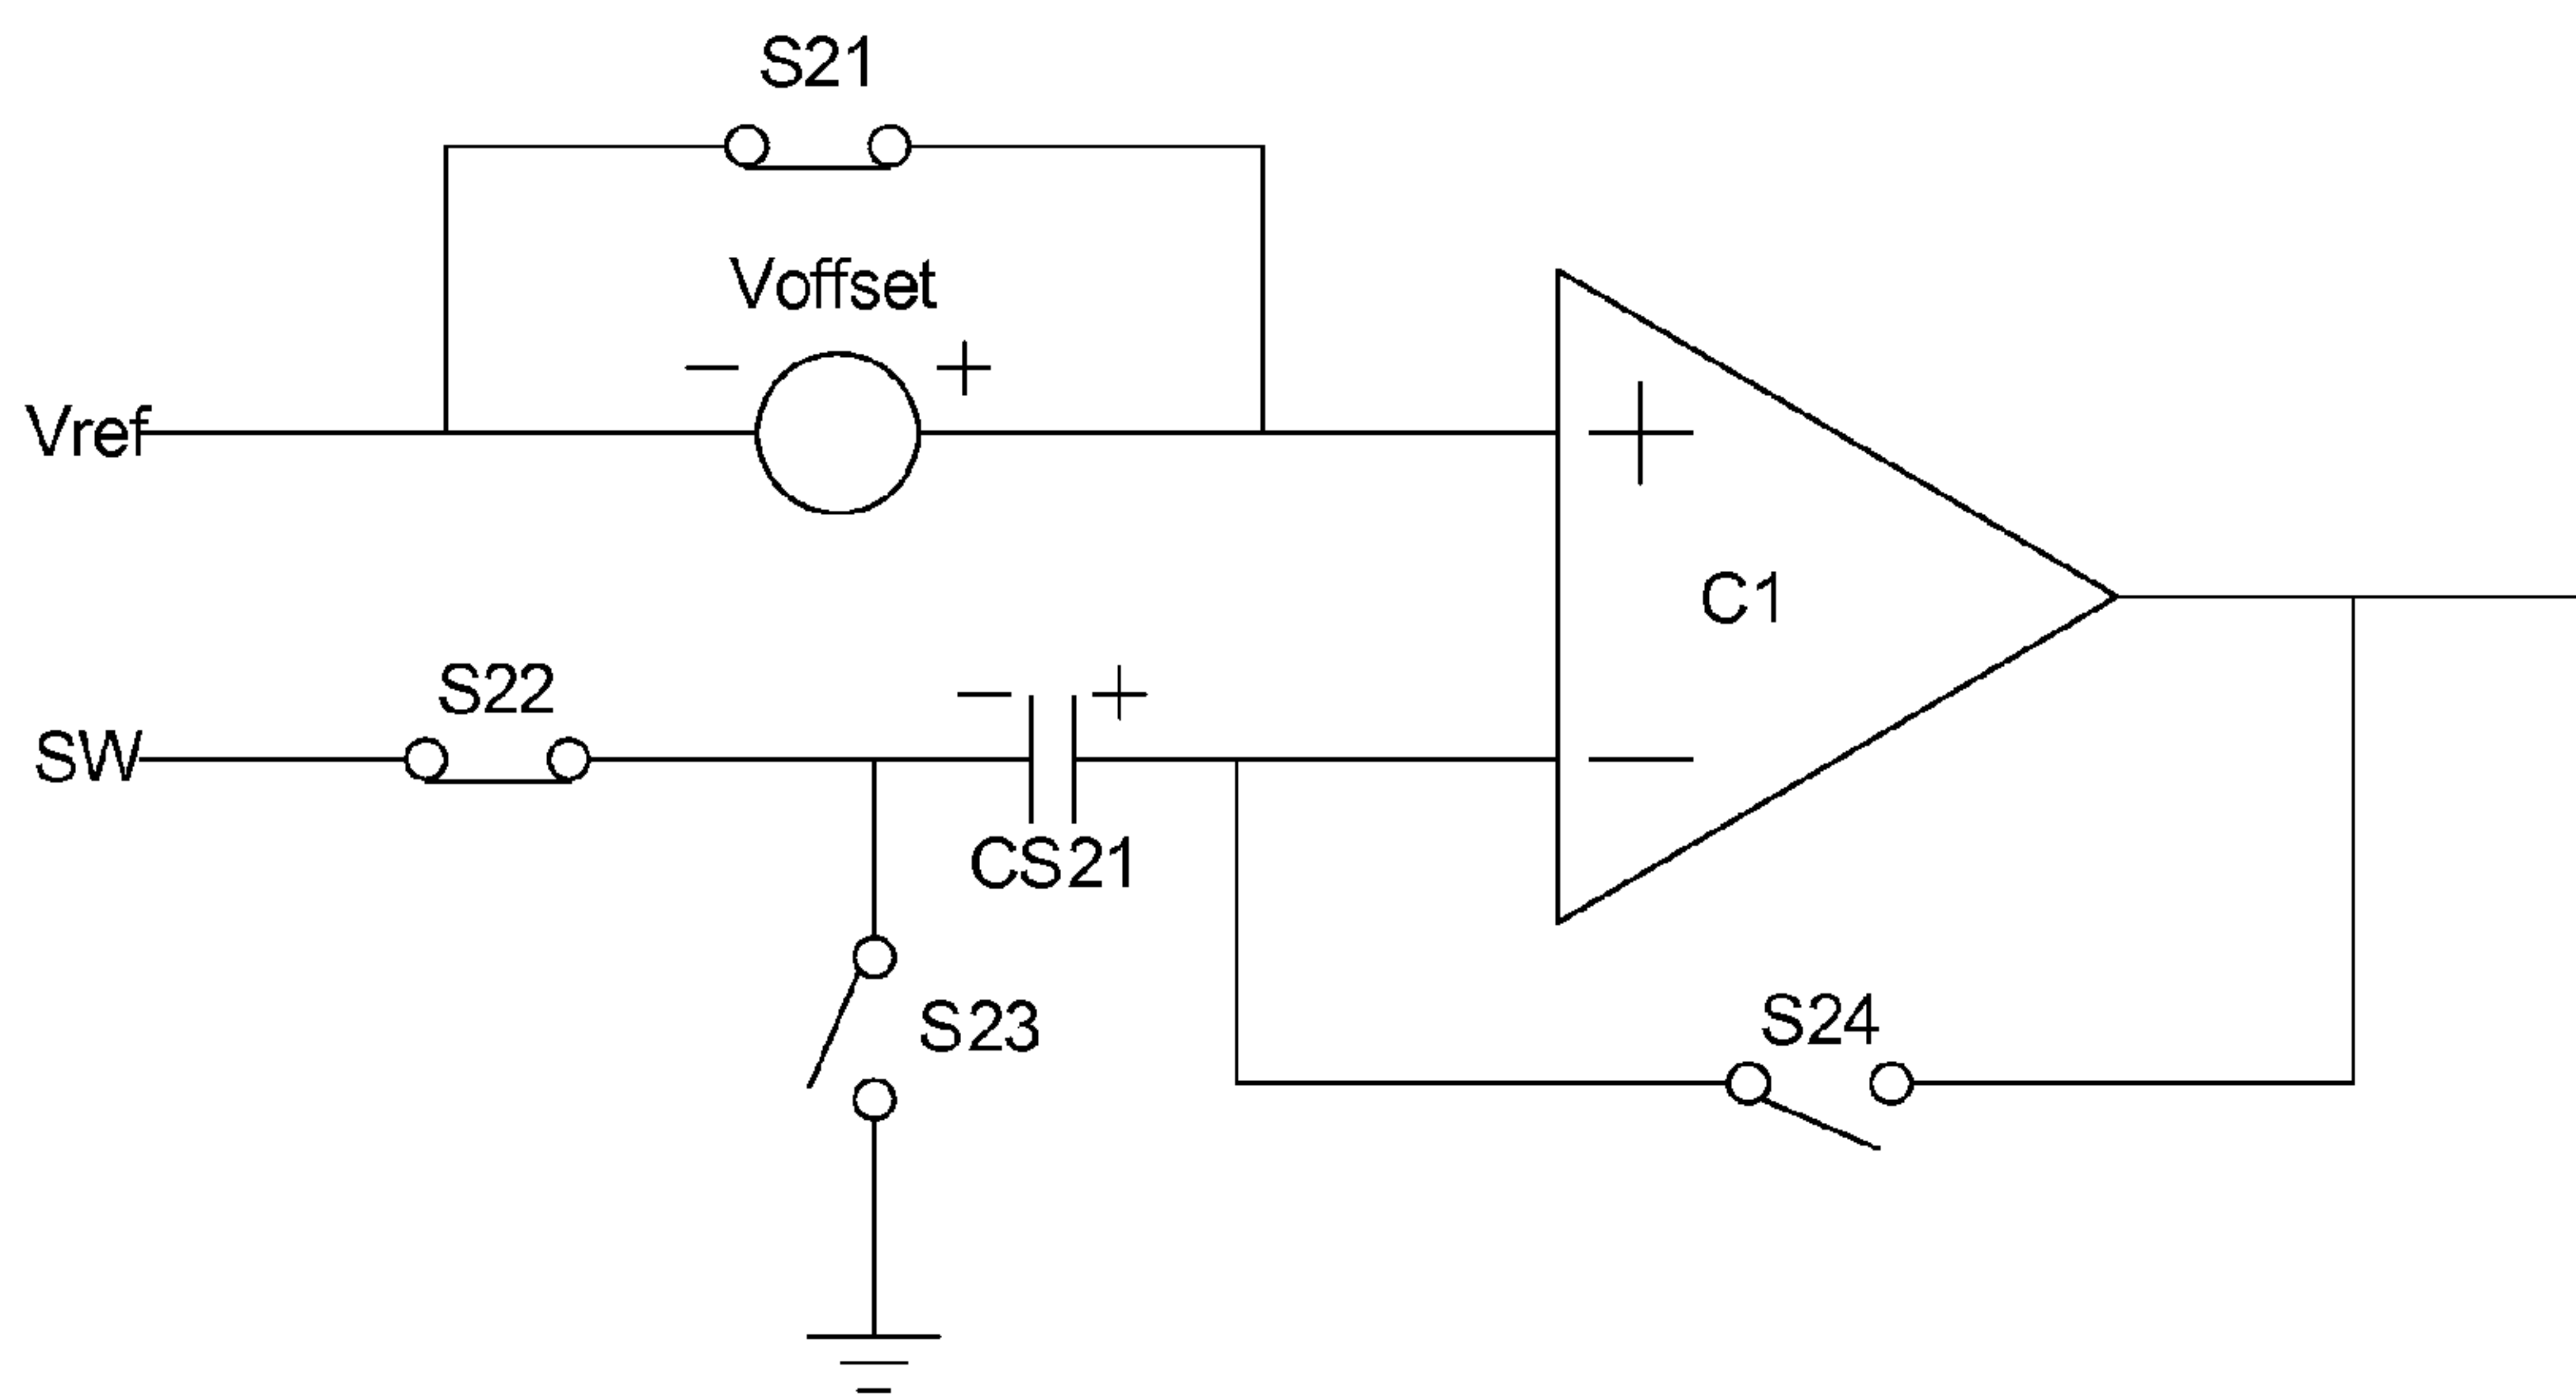 S21
Voffset
− +
Vref
+
C1
S22
− +
SW
−
CS21
S23
S24